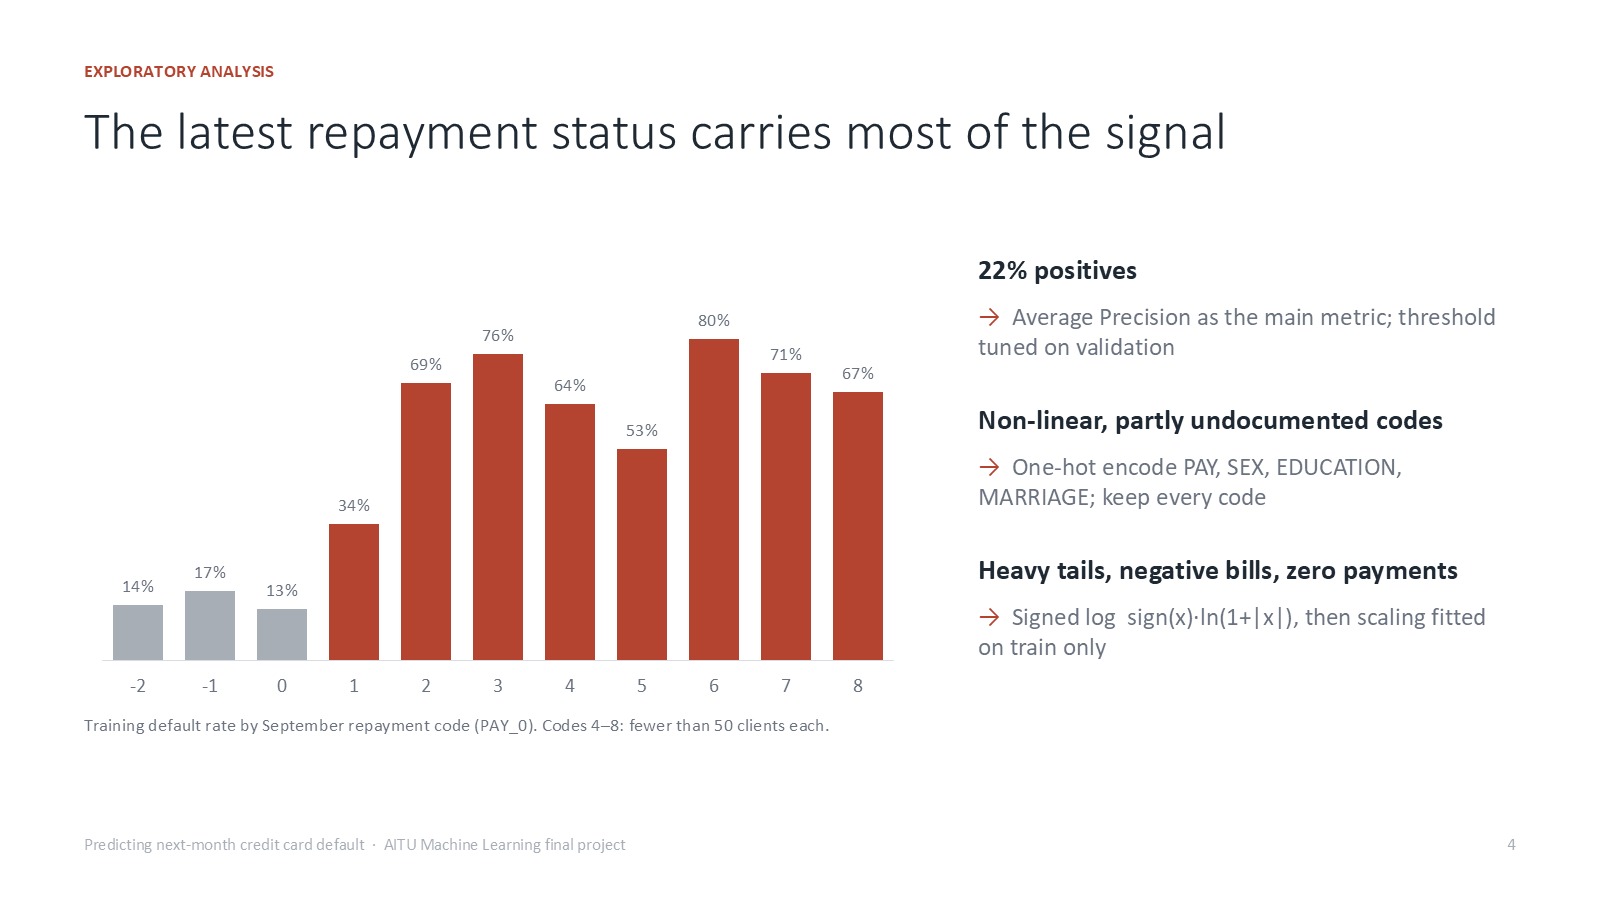 EXPLORATORY ANALYSIS
The latest repayment status carries most of the signal
14%
17%
13%
34%
69%
76%
64%
53%
80%
71%
67%
-2
-1
0
1
2
3
4
5
6
7
8
Training default rate by September repayment code (PAY_0). Codes 4–8: fewer than 50 clients each.
22% positives
→ Average Precision as the main metric; threshold
tuned on validation
Non-linear, partly undocumented codes
→ One-hot encode PAY, SEX, EDUCATION,
MARRIAGE; keep every code
Heavy tails, negative bills, zero payments
→ Signed log  sign(x)·ln(1+|x|), then scaling fitted
on train only
Predicting next-month credit card default · AITU Machine Learning final project
4